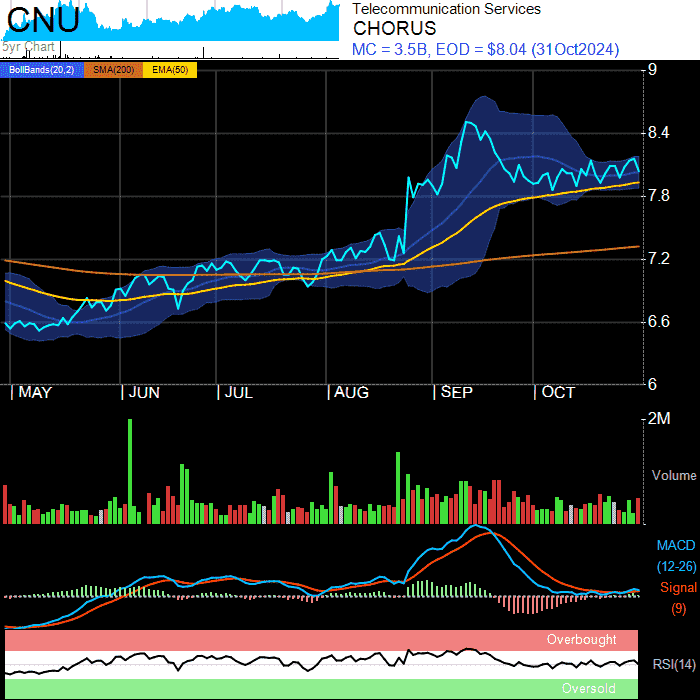 CNU
5yr Chart
Telecommunication Services
CHORUS
MC = 3.5B, EOD = $8.04 (31Oct2024)
BollBands(20,2) SMA(200) EMA(50)
9
8.4
7.8
7.2
6.6
6
MAY JUN JUL AUG SEP OCT
2M
Volume
MACD
(12-26)
Signal
(9)
Overbought
RSI(14)
Oversold